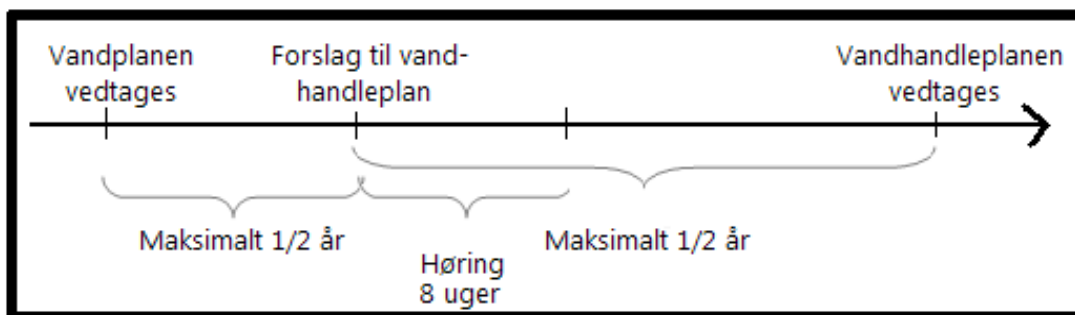 Vandplanen
vedtages
Forslag til vand-
handleplan
Vandhandleplanen
vedtages
Maksimalt 1/2 år
Høring
8 uger
Maksimalt 1/2 år